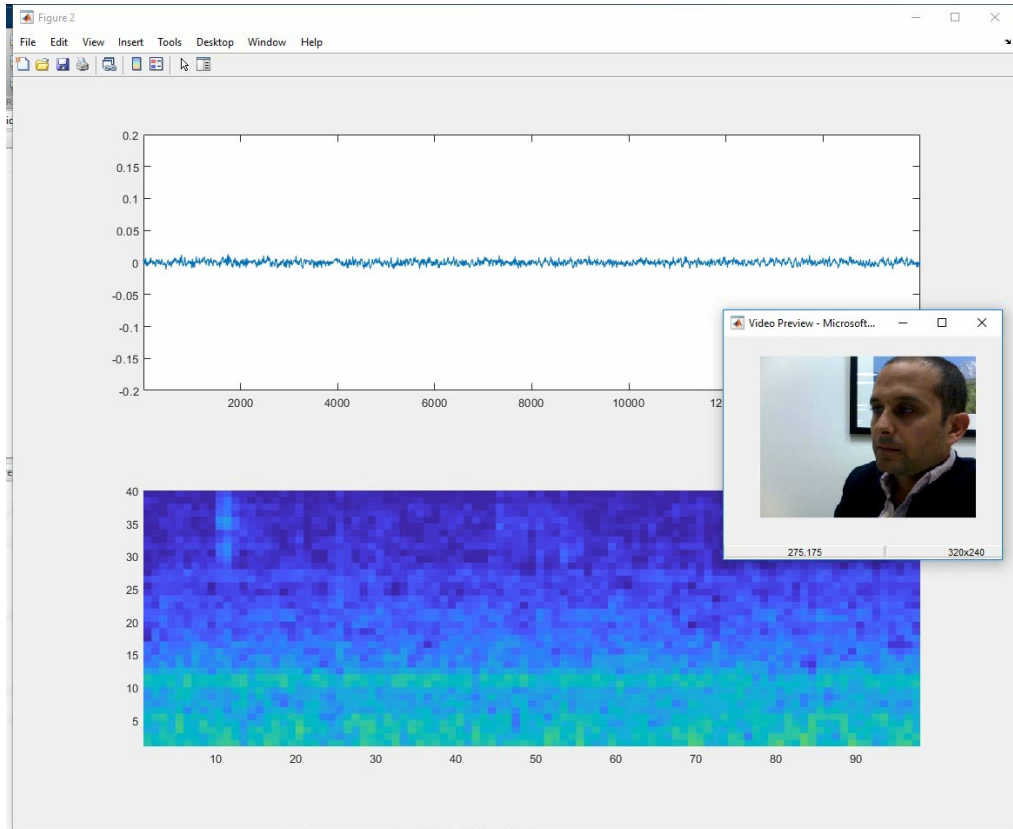 Figure 2
File Edit View Insert Tools Desktop Window Help
0.2
0.15
0.1
0.05
0
-0.05
-0.1
-0.15
-0.2
2000 4000 6000 8000 10000 12
Video Preview - Microsoft...
275.175 320x240
40
35
30
25
20
15
10
5
10 20 30 40 50 60 70 80 90